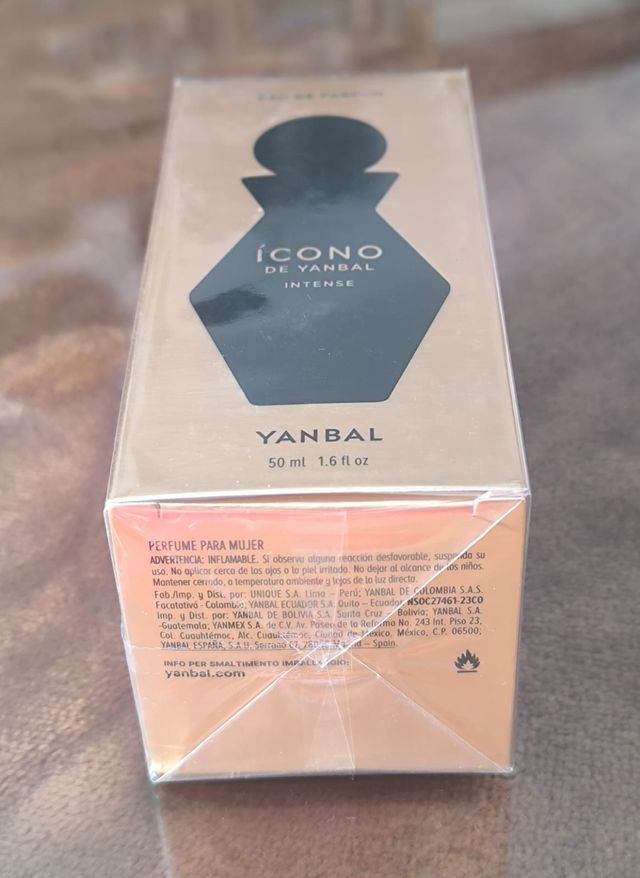 EAU DE PARFUM
ÍCONO
DE YANBAL
INTENSE
YANBAL
50 ml 1.6 fl oz
PERFUME PARA MUJER
ADVERTENCIA: INFLAMABLE. Si observa alguna reacción desfavorable, suspenda su
uso. No aplicar cerca de los ojos o la piel irritada. No dejar al alcance de los niños.
Mantener cerrado, a temperatura ambiente y lejos de la luz directa.
Fab./Imp. y Dist. por: UNIQUE S.A. Lima – Perú; YANBAL DE COLOMBIA S.A.S.
Facatativá - Colombia; YANBAL ECUADOR S.A. Quito – Ecuador NSOC27461-23CO
Imp. y Dist. por: YANBAL DE BOLIVIA S.A. Santa Cruz – Bolivia; YANBAL S.A.
-Guatemala; YANMEX S.A. de C.V. Av. Paseo de la Reforma No. 243 Int. Piso 23,
Col. Cuauhtémoc, Alc. Cuauhtémoc, Ciudad de México, México, C.P. 06500;
YANBAL ESPAÑA, S.A.U. Serrano Madrid – Spain.
INFO PER SMALTIMENTO IMBALLAGGIO:
yanbal.com